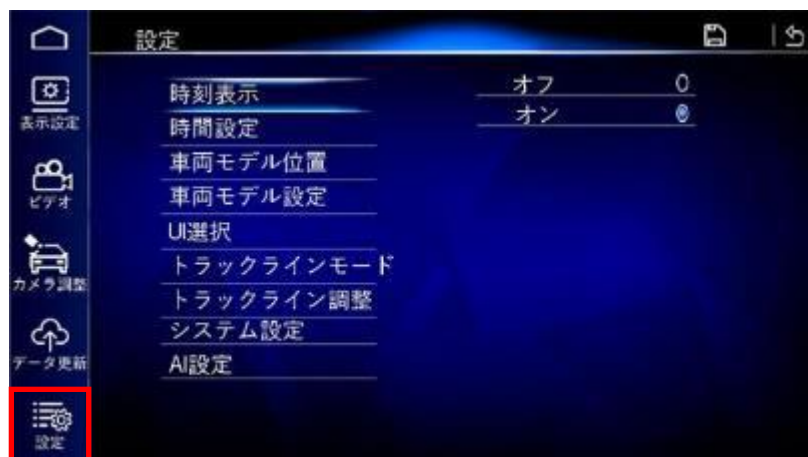 設定
表示設定
ビデオ
カメラ調整
データ更新
設定
時刻表示
時間設定
車両モデル位置
車両モデル設定
UI選択
トラックラインモード
トラックライン調整
システム設定
AI設定
オフ
オン